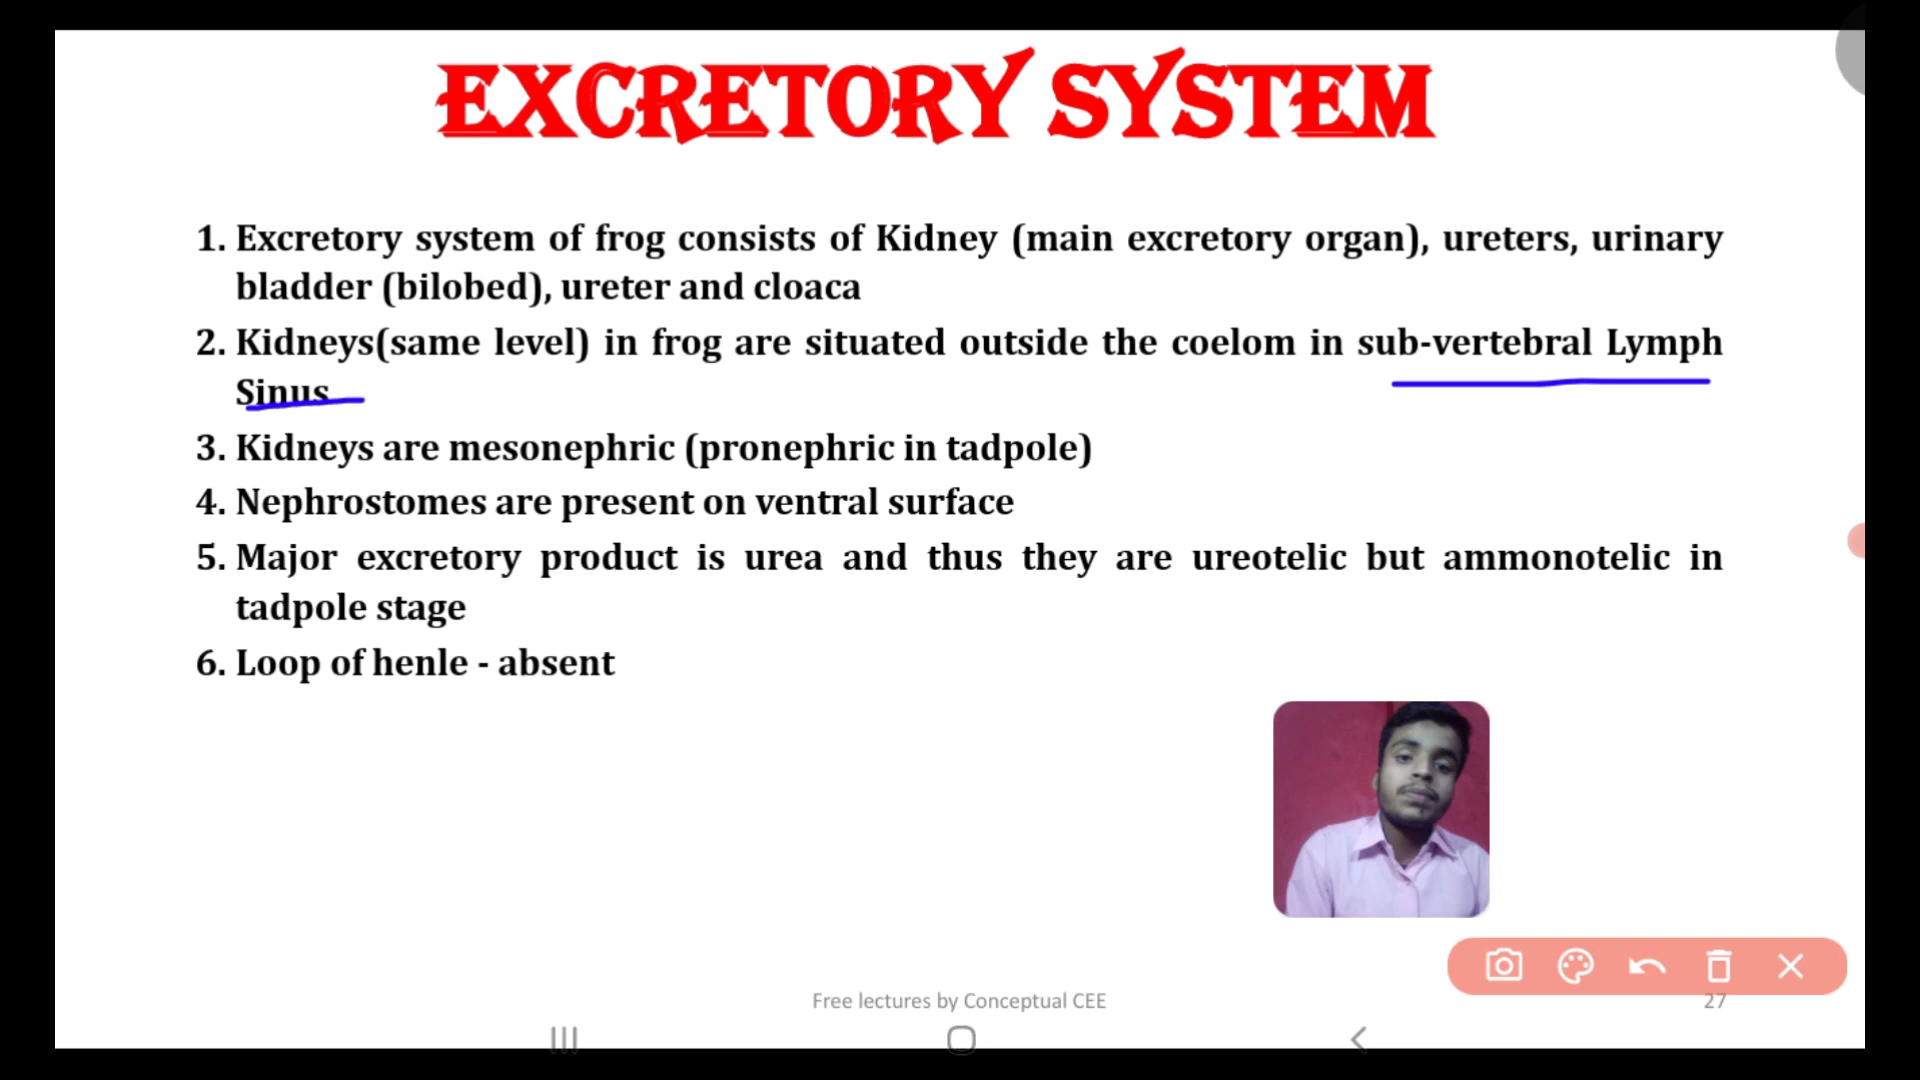 EXCRETORY SYSTEM
1. Excretory system of frog consists of Kidney (main excretory organ), ureters, urinary
bladder (bilobed), ureter and cloaca
2. Kidneys(same level) in frog are situated outside the coelom in sub-vertebral Lymph
Sinus
3. Kidneys are mesonephric (pronephric in tadpole)
4. Nephrostomes are present on ventral surface
5. Major excretory product is urea and thus they are ureotelic but ammonotelic in
tadpole stage
6. Loop of henle - absent
Free lectures by Conceptual CEE
27